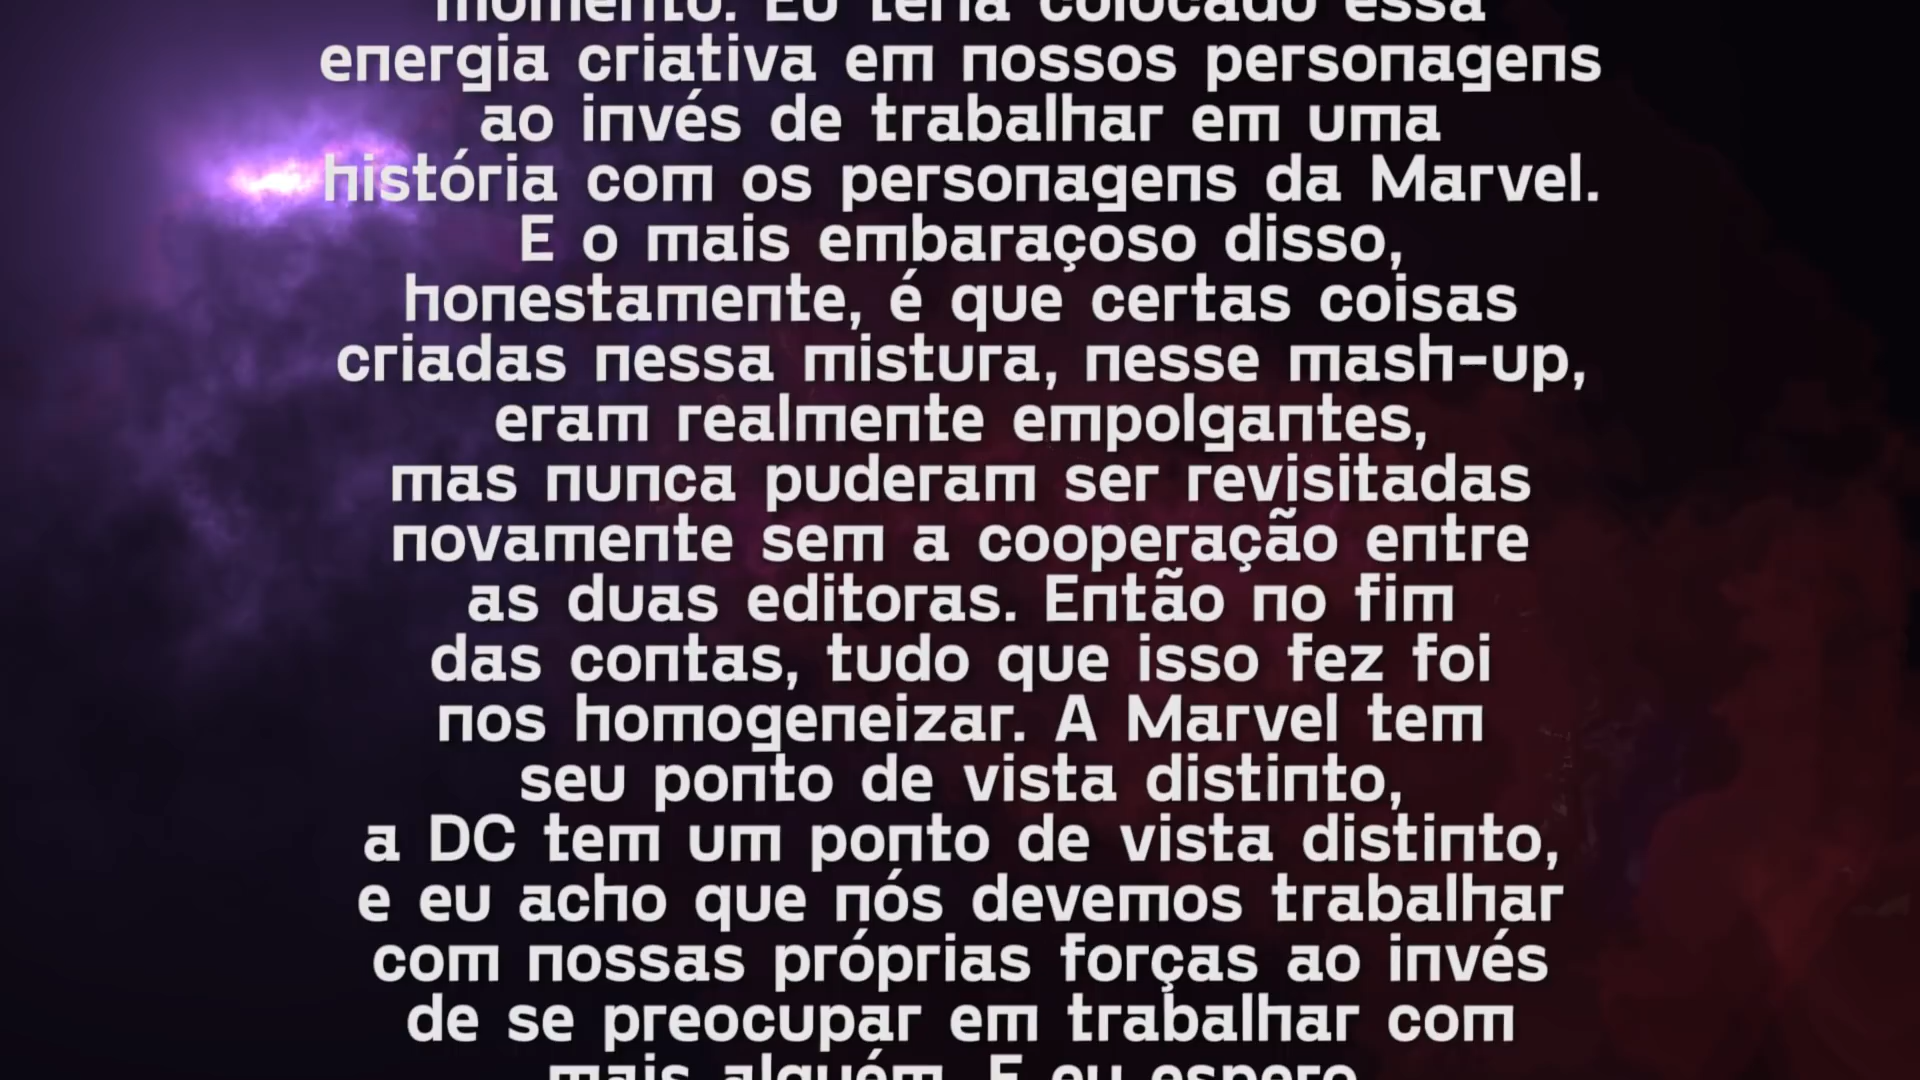 momento. Eu teria colocado essa
energia criativa em nossos personagens
ao invés de trabalhar em uma
história com os personagens da Marvel.
E o mais embaraçoso disso,
honestamente, é que certas coisas
criadas nessa mistura, nesse mash-up,
eram realmente empolgantes,
mas nunca puderam ser revisitadas
novamente sem a cooperação entre
as duas editoras. Então no fim
das contas, tudo que isso fez foi
nos homogeneizar. A Marvel tem
seu ponto de vista distinto,
a DC tem um ponto de vista distinto,
e eu acho que nós devemos trabalhar
com nossas próprias forças ao invés
de se preocupar em trabalhar com
mais alguém. E eu espero